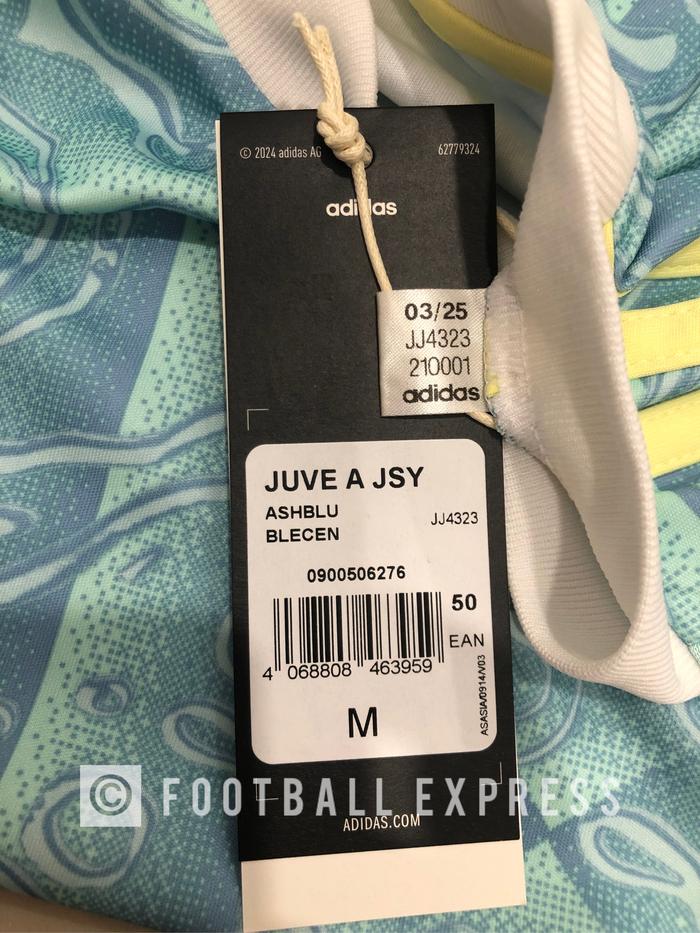 © 2024 adidas AG
62779324
adidas
03/25
JJ4323
210001
adidas
JUVE A JSY
ASHBLU
BLECEN
JJ4323
0900506276
50
EAN
4 068808 463959
ASASIA/0914/V03
M
© FOOTBALL EXPRESS
ADIDAS.COM